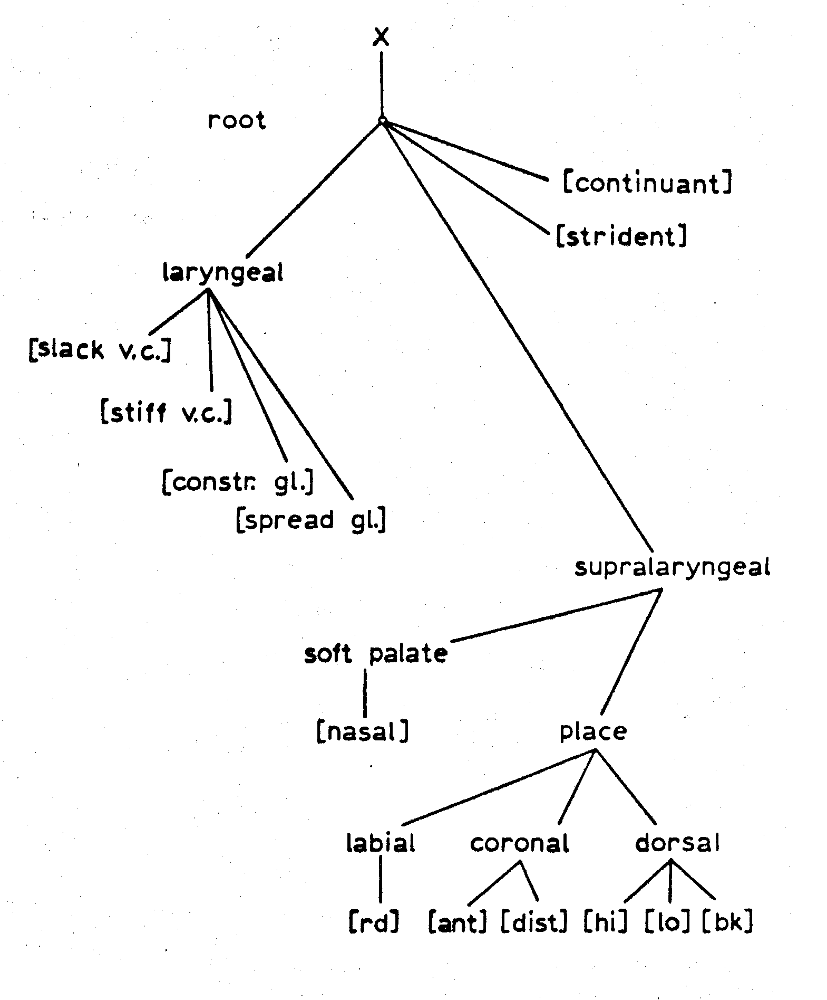 X
root
[continuant]
[strident]
laryngeal
[slack v.c.]
[stiff v.c.]
[constr. gl.]
[spread gl.]
supralaryngeal
soft palate
[nasal]
place
labial coronal dorsal
[rd] [ant] [dist] [hi] [lo] [bk]